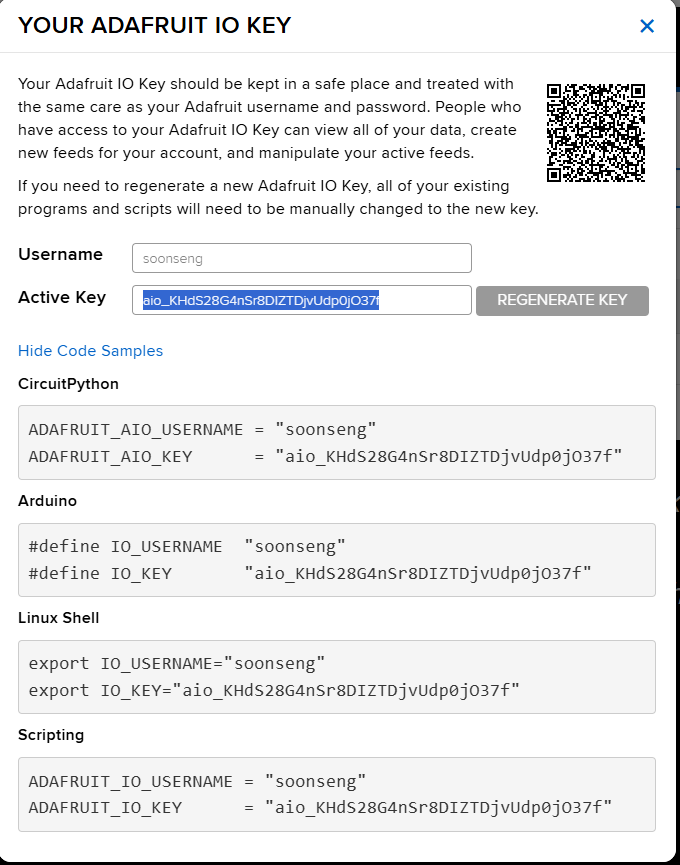 YOUR ADAFRUIT IO KEY
Your Adafruit IO Key should be kept in a safe place and treated with
the same care as your Adafruit username and password. People who
have access to your Adafruit IO Key can view all of your data, create
new feeds for your account, and manipulate your active feeds.
If you need to regenerate a new Adafruit IO Key, all of your existing
programs and scripts will need to be manually changed to the new key.
Username
soonseng
Active Key
aio_KHdS28G4nSr8DIZTDjvUdp0jO37f
REGENERATE KEY
Hide Code Samples
CircuitPython
ADAFRUIT_AIO_USERNAME = "soonseng"
ADAFRUIT_AIO_KEY      = "aio_KHdS28G4nSr8DIZTDjvUdp0jO37f"
Arduino
#define IO_USERNAME  "soonseng"
#define IO_KEY       "aio_KHdS28G4nSr8DIZTDjvUdp0jO37f"
Linux Shell
export IO_USERNAME="soonseng"
export IO_KEY="aio_KHdS28G4nSr8DIZTDjvUdp0jO37f"
Scripting
ADAFRUIT_IO_USERNAME = "soonseng"
ADAFRUIT_IO_KEY      = "aio_KHdS28G4nSr8DIZTDjvUdp0jO37f"